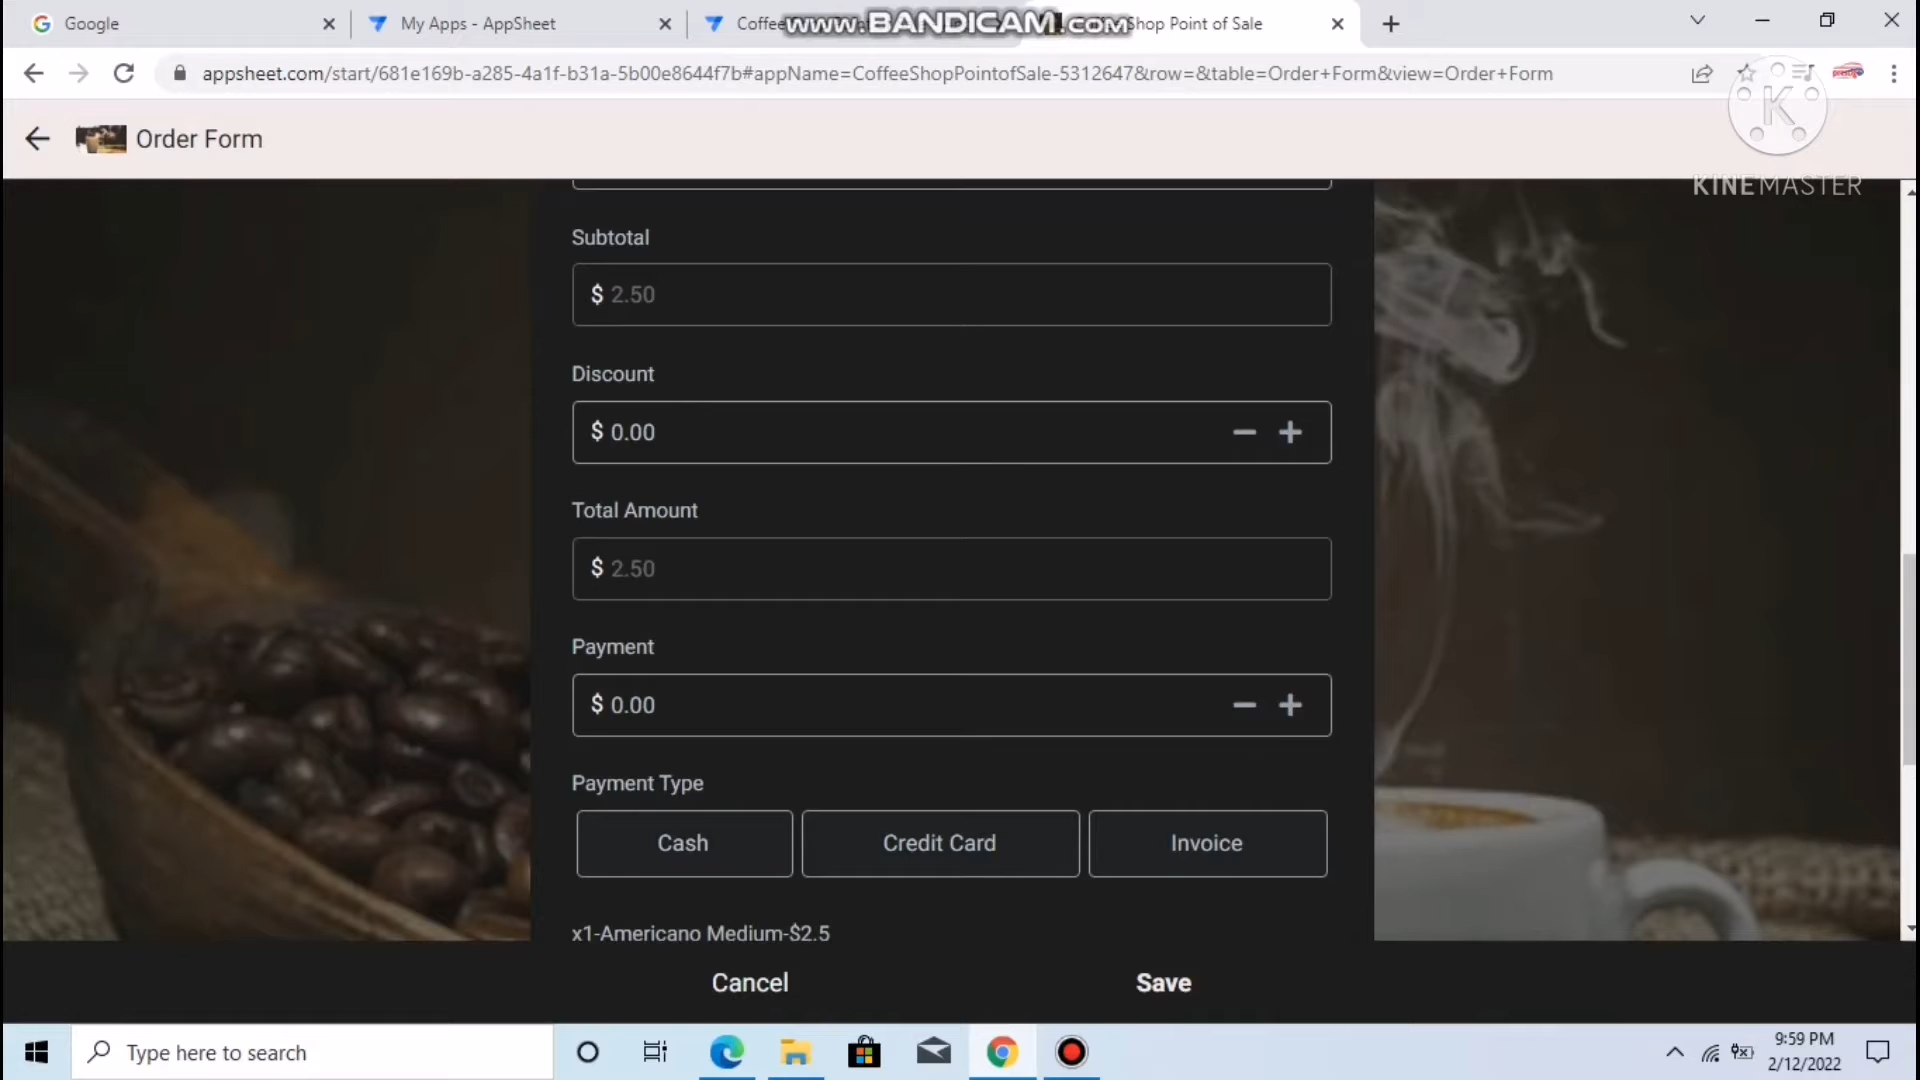 Google
My Apps - AppSheet
Coffee
www.BANDICAM.com
Shop Point of Sale
appsheet.com/start/681e169b-a285-4a1f-b31a-5b00e8644f7b#appName=CoffeeShopPointofSale-5312647&row=&table=Order+Form&view=Order+Form
K
Order Form
KINEMASTER
Subtotal
$ 2.50
Discount
$ 0.00
Total Amount
$ 2.50
Payment
$ 0.00
Payment Type
Cash
Credit Card
Invoice
x1-Americano Medium-$2.5
Cancel
Save
Type here to search
9:59 PM
2/12/2022